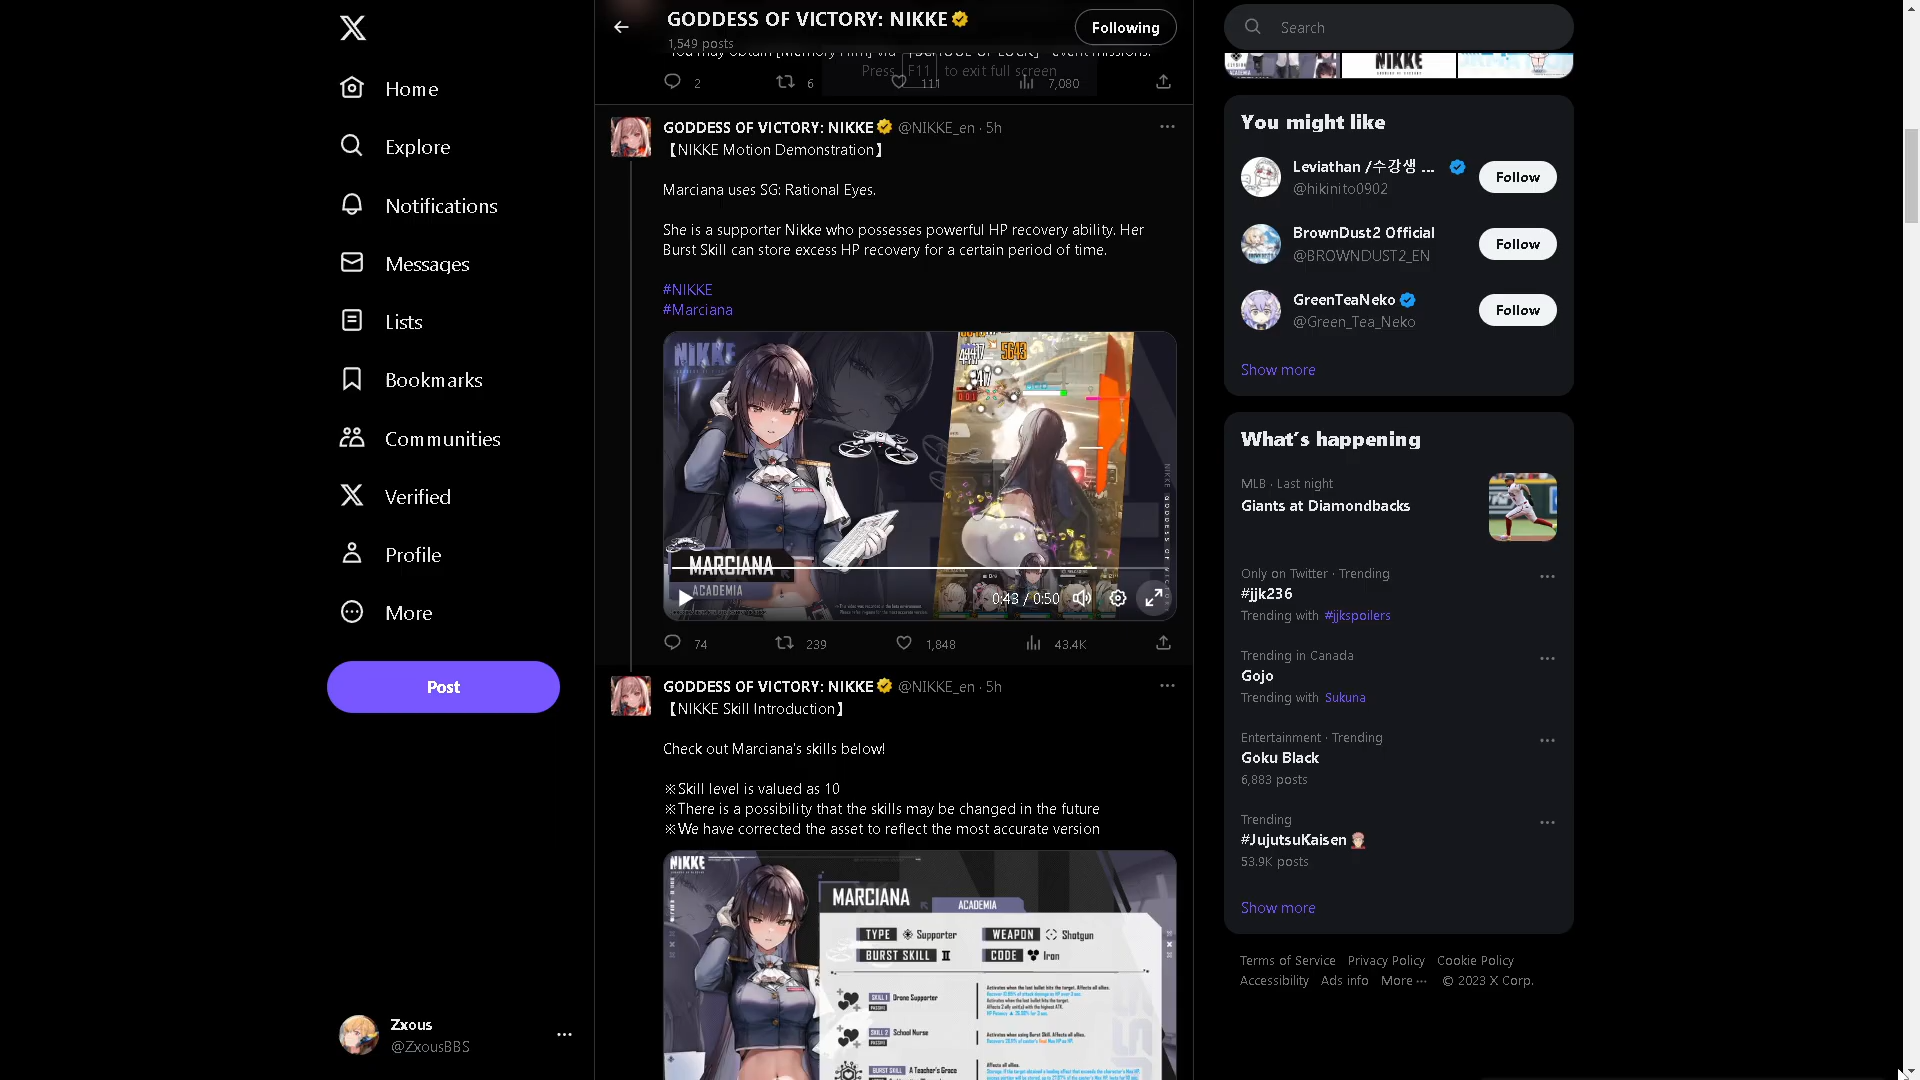 GODDESS OF VICTORY: NIKKE
1,549 posts
Following
Press F11 to exit full screen
2
6
111
7,080
Home
Explore
Notifications
Messages
Lists
Bookmarks
Communities
Verified
Profile
More
Post
Zxous
@ZxousBBS
GODDESS OF VICTORY: NIKKE @NIKKE_en · 5h
【NIKKE Motion Demonstration】
Marciana uses SG: Rational Eyes.
She is a supporter Nikke who possesses powerful HP recovery ability. Her
Burst Skill can store excess HP recovery for a certain period of time.
#NIKKE
#Marciana
NIKKE
5643
MARCIANA
ACADEMIA
0:43 / 0:50
74
239
1,848
43.4K
GODDESS OF VICTORY: NIKKE @NIKKE_en · 5h
【NIKKE Skill Introduction】
Check out Marciana's skills below!
※Skill level is valued as 10
※There is a possibility that the skills may be changed in the future
※We have corrected the asset to reflect the most accurate version
NIKKE
MARCIANA
ACADEMIA
TYPE Supporter WEAPON Shotgun
BURST SKILL II CODE Iron
SKILL 1 Drone Supporter
SKILL 2 School Nurse
BURST SKILL A Teacher's Grace
Search
NIKKE
You might like
Leviathan /수강생 ...
@hikinito0902
Follow
BrownDust2 Official
@BROWNDUST2_EN
Follow
GreenTeaNeko
@Green_Tea_Neko
Follow
Show more
What's happening
MLB · Last night
Giants at Diamondbacks
Only on Twitter · Trending
#jjk236
Trending with #jjkspoilers
Trending in Canada
Gojo
Trending with Sukuna
Entertainment · Trending
Goku Black
6,883 posts
Trending
#JujutsuKaisen
53.9K posts
Show more
Terms of Service Privacy Policy Cookie Policy
Accessibility Ads info More ··· © 2023 X Corp.